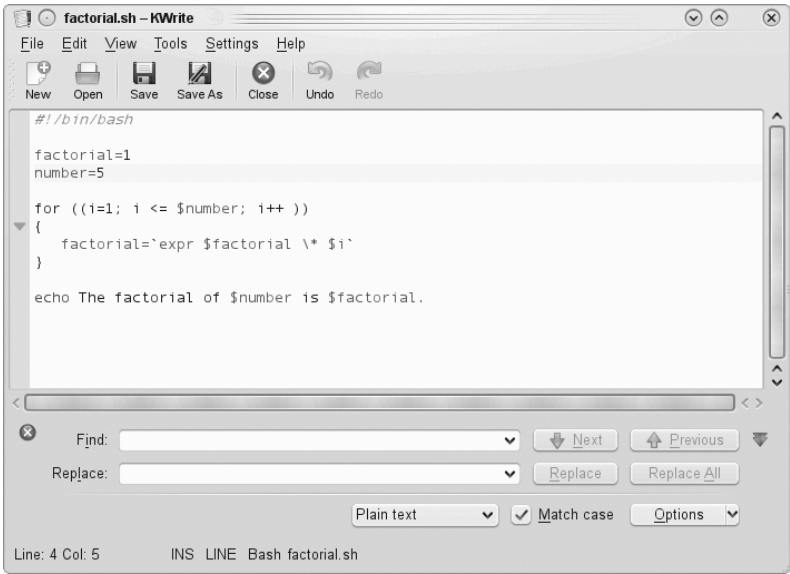 factorial.sh – KWrite
File Edit View Tools Settings Help
New Open Save Save As Close Undo Redo
#!/bin/bash
factorial=1
number=5
for ((i=1; i <= $number; i++ ))
{
factorial=`expr $factorial \* $i`
}
echo The factorial of $number is $factorial.
Find: Next Previous
Replace: Replace Replace All
Plain text Match case Options
Line: 4 Col: 5 INS LINE Bash factorial.sh